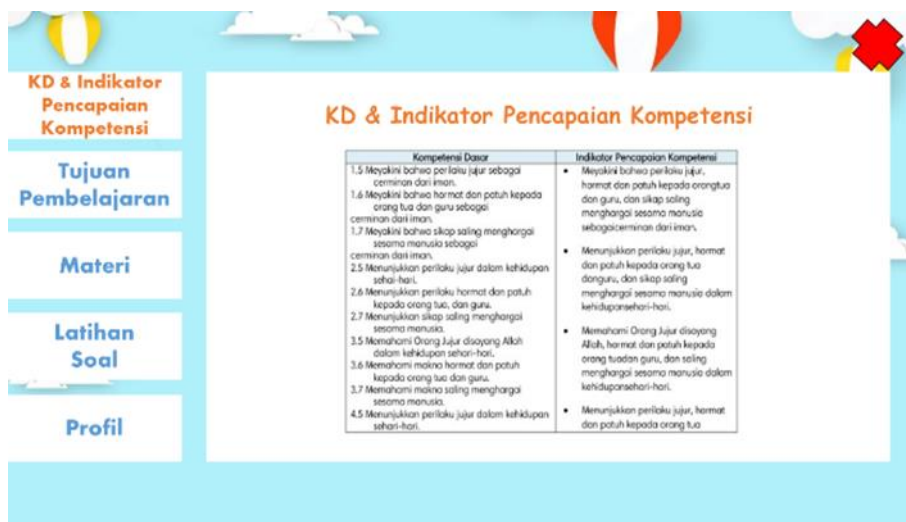 KD & Indikator
Pencapaian
Kompetensi
Tujuan
Pembelajaran
Materi
Latihan
Soal
Profil
KD & Indikator Pencapaian Kompetensi
Kompetensi Dasar
1.5 Meyakini bahwa perilaku jujur sebagai
cerminan dari iman.
1.6 Meyakini bahwa hormat dan patuh kepada
orang tua dan guru sebagai
cerminan dari iman.
1.7 Meyakini bahwa sikap saling menghargai
sesama manusia sebagai
cerminan dari iman.
2.5 Menunjukkan perilaku jujur dalam kehidupan
sehai-hari.
2.6 Menunjukkan perilaku hormat dan patuh
kepada orang tua, dan guru.
2.7 Menunjukkan sikap saling menghargai
sesama manusia.
3.5 Memahami Orang Jujur disayang Allah
dalam kehidupan sehari-hari.
3.6 Memahami makna hormat dan patuh
kepada orang tua dan guru.
3.7 Memahami makna saling menghargai
sesama manusia.
4.5 Menunjukkan perilaku jujur dalam kehidupan
sehari-hari.
Indikator Pencapaian Kompetensi
• Meyakini bahwa perilaku jujur,
hormat dan patuh kepada orangtua
dan guru, dan sikap saling
menghargai sesama manusia
sebagaicerminan dari iman.
• Menunjukkan perilaku jujur, hormat
dan patuh kepada orang tua
danguru, dan sikap saling
menghargai sesama manusia dalam
kehidupansehari-hari.
• Memahami Orang Jujur disayang
Allah, hormat dan patuh kepada
orang tuadan guru, dan saling
menghargai sesama manusia dalam
kehidupansehari-hari.
• Menunjukkan perilaku jujur, hormat
dan patuh kepada orang tua